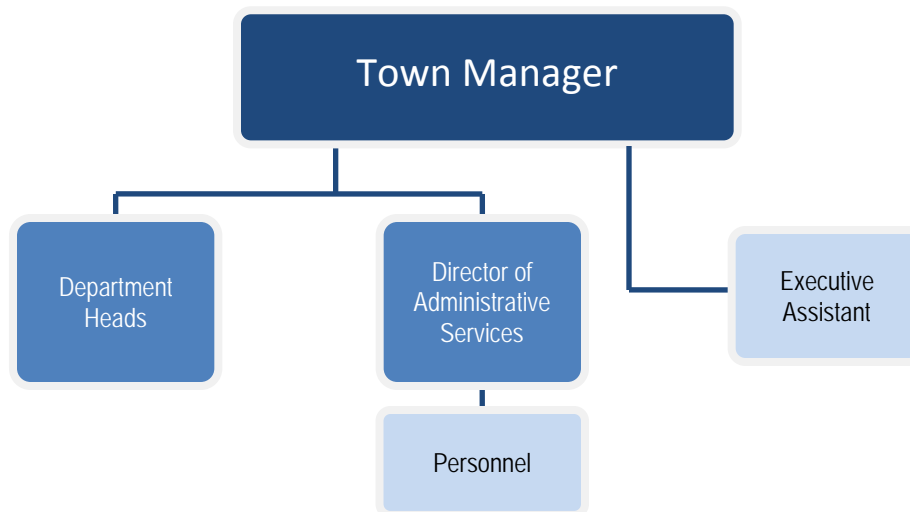 Town Manager
Department
Heads
Director of
Administrative
Services
Executive
Assistant
Personnel